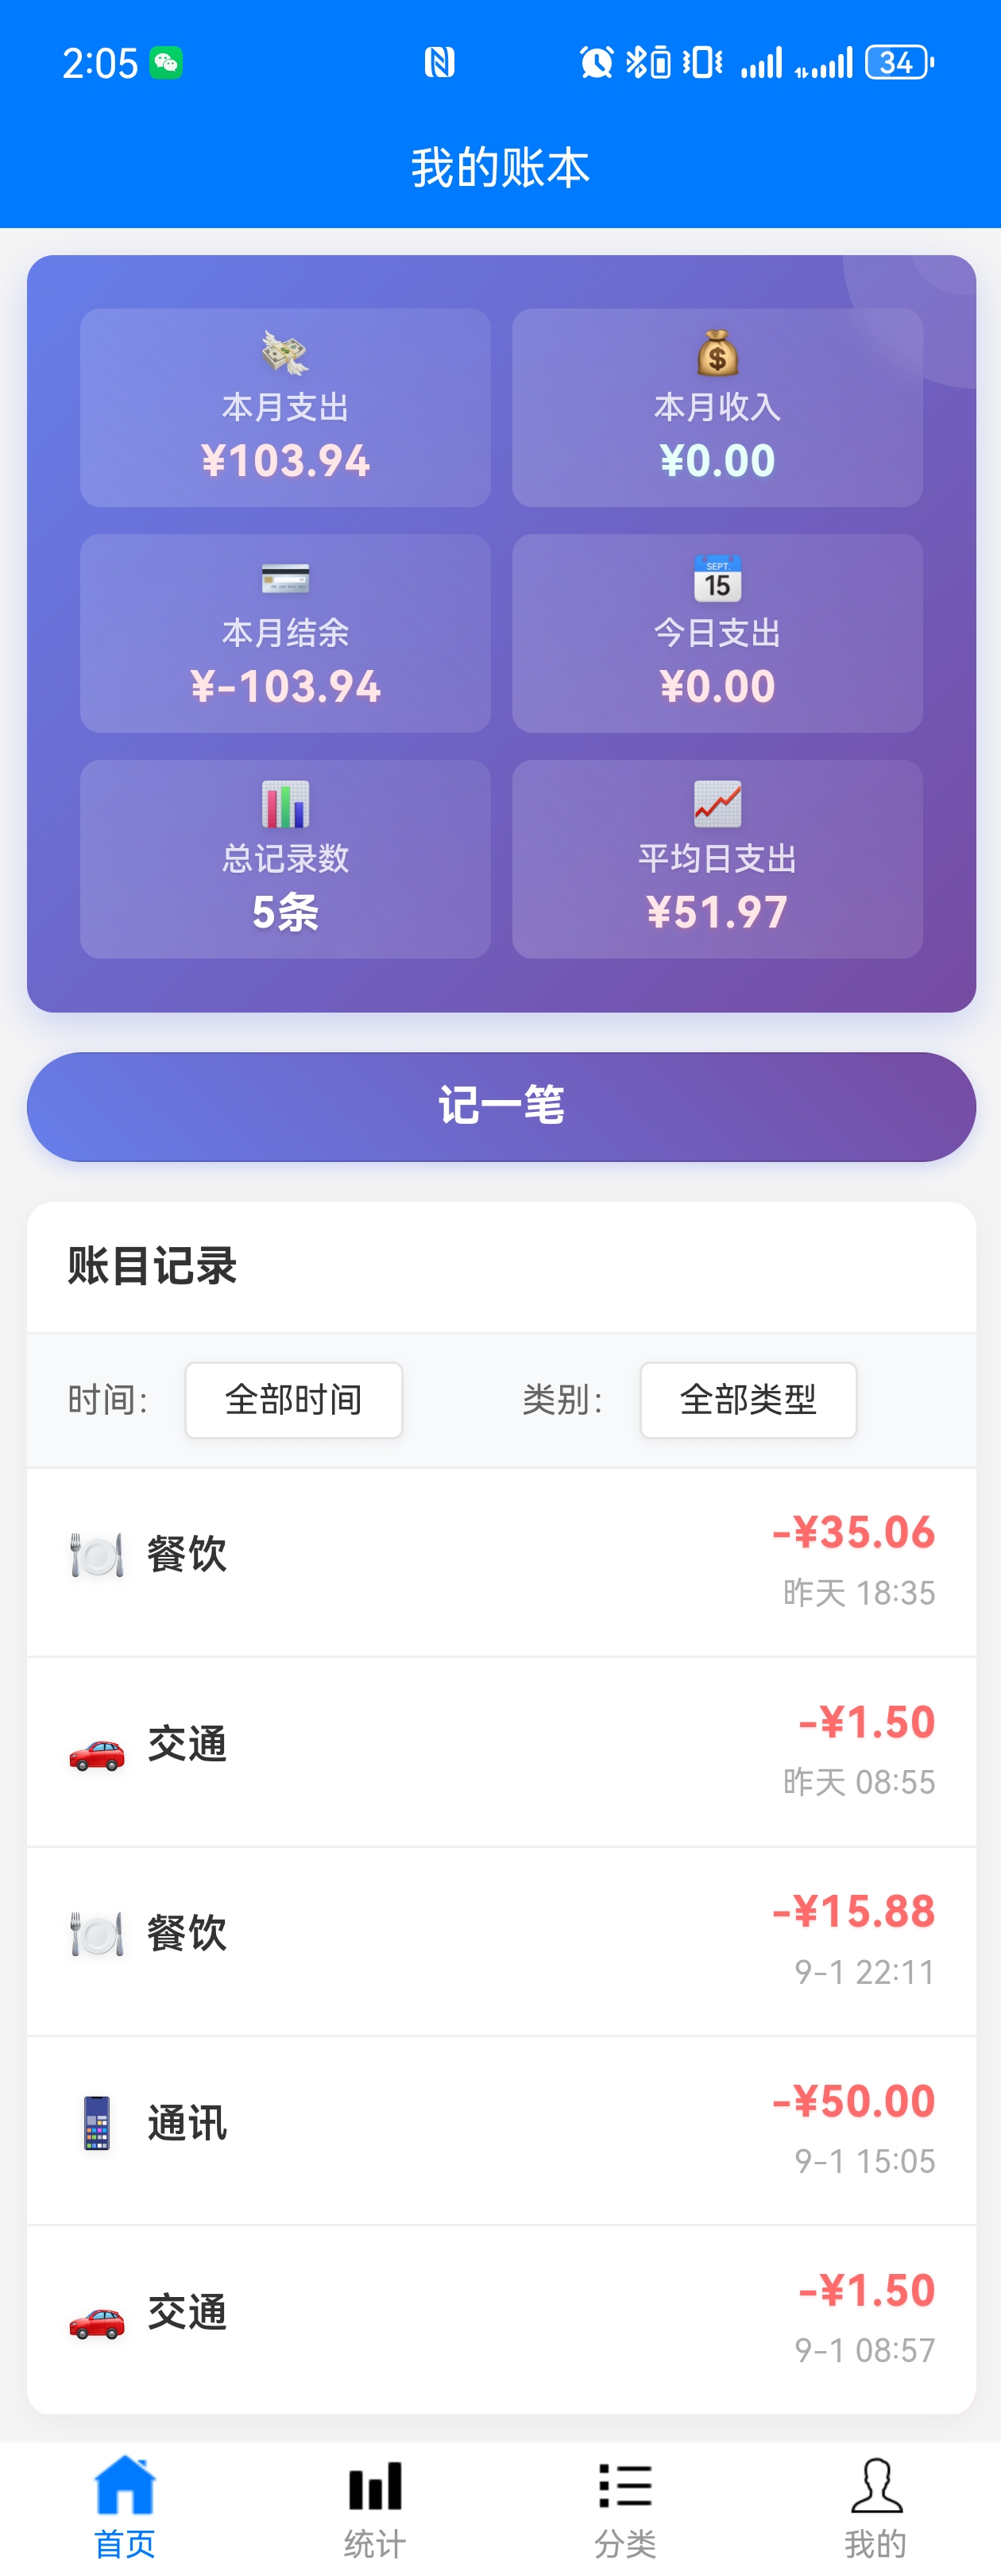 2:05
34
我的账本
本月支出
¥103.94
本月收入
¥0.00
本月结余
¥-103.94
SEPT.
15
今日支出
¥0.00
总记录数
5条
平均日支出
¥51.97
记一笔
账目记录
时间：
全部时间
类别：
全部类型
餐饮
-¥35.06
昨天 18:35
交通
-¥1.50
昨天 08:55
餐饮
-¥15.88
9-1 22:11
通讯
-¥50.00
9-1 15:05
交通
-¥1.50
9-1 08:57
首页
统计
分类
我的